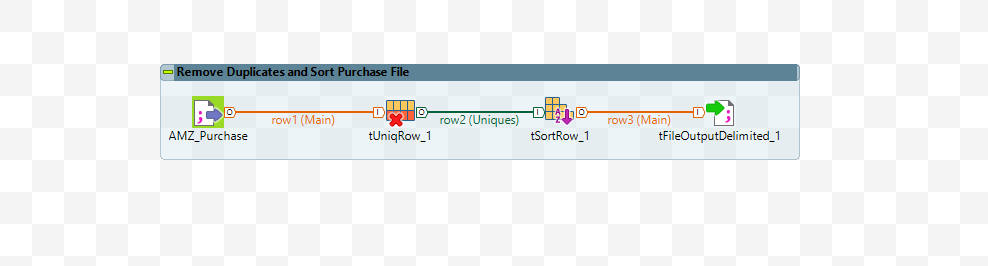 Remove Duplicates and Sort Purchase File
row1 (Main)
row2 (Uniques)
row3 (Main)
AMZ_Purchase
tUniqRow_1
tSortRow_1
tFileOutputDelimited_1